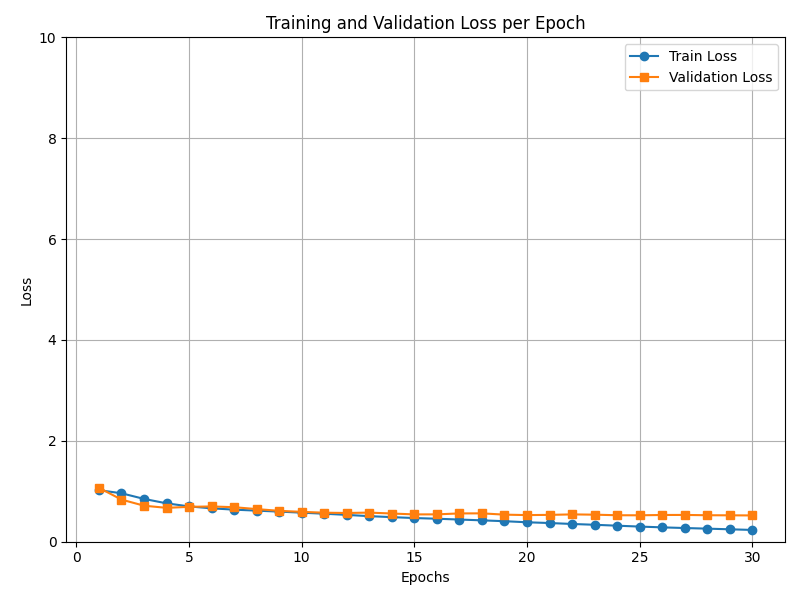 Training and Validation Loss per Epoch
10
8
6
4
2
0
Loss
Train Loss
Validation Loss
0 5 10 15 20 25 30
Epochs